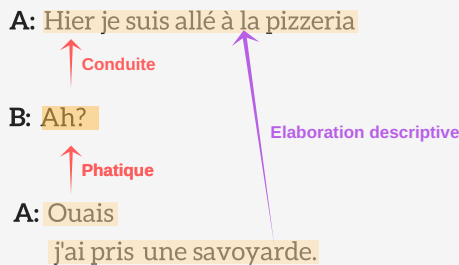 A: Hier je suis allé à la pizzeria
Conduite
B: Ah?
Elaboration descriptive
Phatique
A: Ouais
j'ai pris une savoyarde.